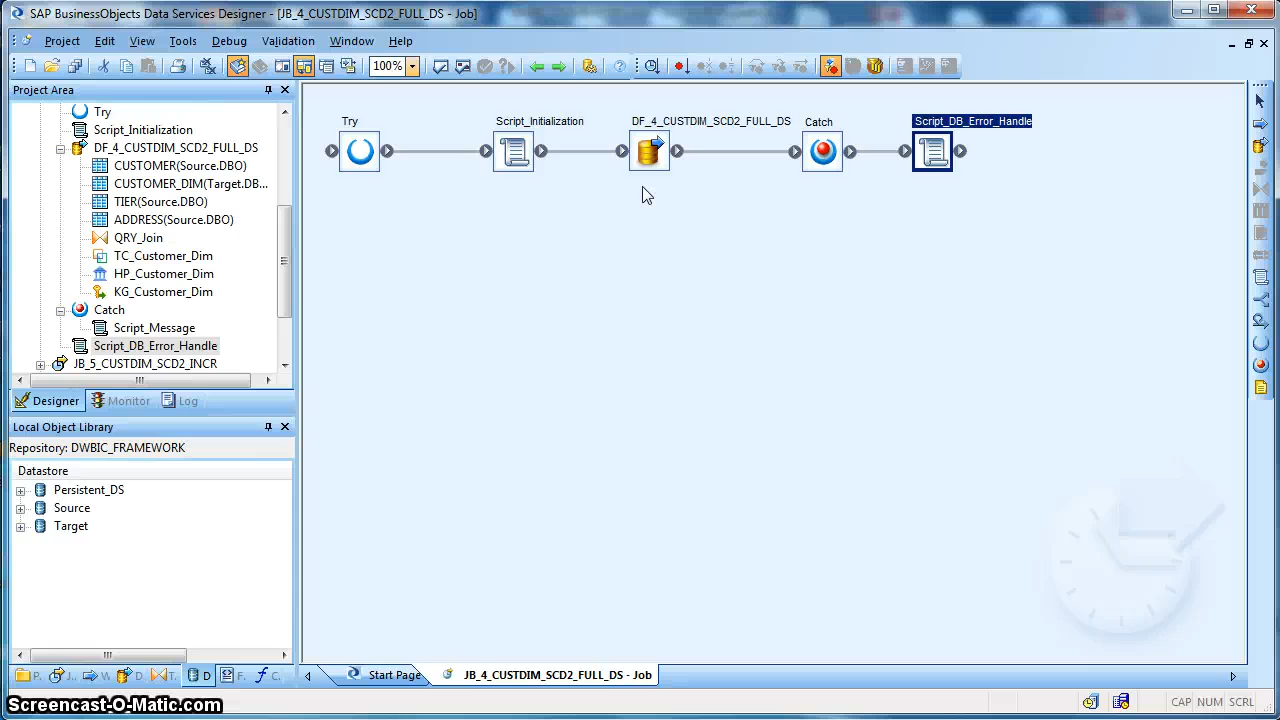 SAP BusinessObjects Data Services Designer - [JB_4_CUSTDIM_SCD2_FULL_DS - Job]
Project Edit View Tools Debug Validation Window Help
100%
Project Area
Try
Script_Initialization
DF_4_CUSTDIM_SCD2_FULL_DS
CUSTOMER(Source.DBO)
CUSTOMER_DIM(Target.DB...
TIER(Source.DBO)
ADDRESS(Source.DBO)
QRY_Join
TC_Customer_Dim
HP_Customer_Dim
KG_Customer_Dim
Catch
Script_Message
Script_DB_Error_Handle
JB_5_CUSTDIM_SCD2_INCR
Designer Monitor Log
Local Object Library
Repository: DWBIC_FRAMEWORK
Datastore
Persistent_DS
Source
Target
P. J.. W D. T. D F. C.
Try Script_Initialization DF_4_CUSTDIM_SCD2_FULL_DS Catch Script_DB_Error_Handle
Start Page JB_4_CUSTDIM_SCD2_FULL_DS - Job
CAP NUM SCRL
Screencast-O-Matic.com